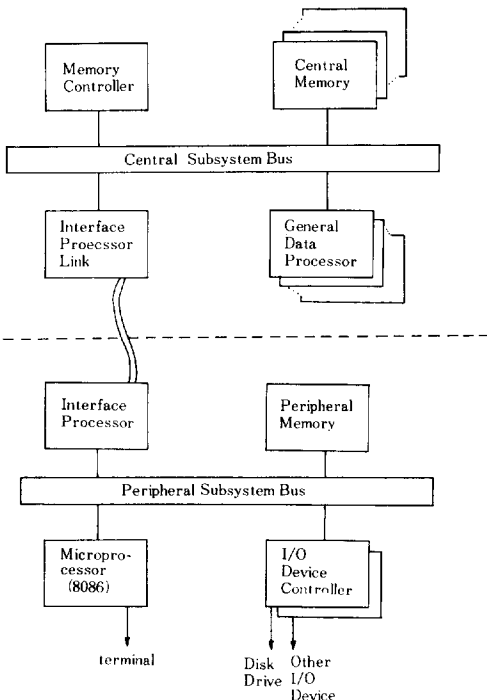 Memory
Controller
Central
Memory
Central Subsystem Bus
Interface
Proecssor
Link
General
Data
Processor
Interface
Processor
Peripheral
Memory
Peripheral Subsystem Bus
Micropro-
cessor
(8086)
I/O
Device
Controller
terminal
Disk
Drive
Other
I/O
Device